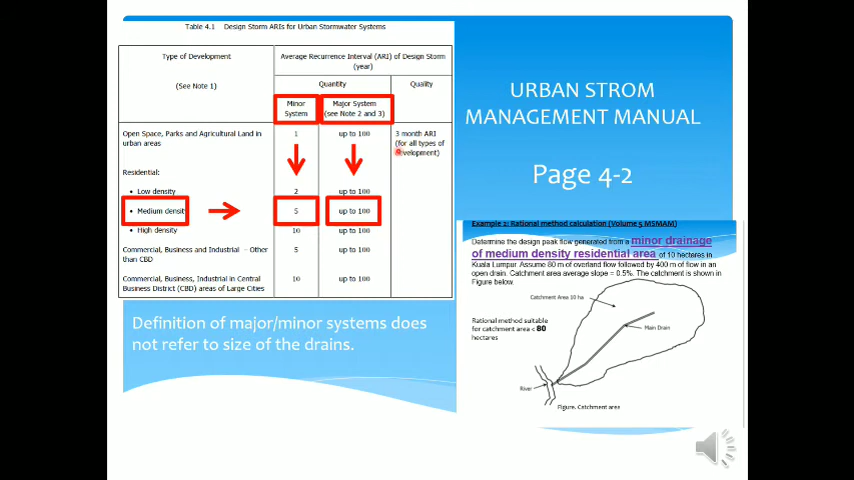 Table 4.1 Design Storm ARIs for Urban Stormwater Systems
Type of Development
(See Note 1)
Average Recurrence Interval (ARI) of Design Storm
(year)
Quantity
Quality
Minor
System
Major System
(see Note 2 and 3)
Open Space, Parks and Agricultural Land in
urban areas
1
up to 100
3 month ARI
(for all types of
development)
Residential:
• Low density
2
up to 100
• Medium density
5
up to 100
• High density
10
up to 100
Commercial, Business and Industrial – Other
than CBD
5
up to 100
Commercial, Business, Industrial in Central
Business District (CBD) areas of Large Cities
10
up to 100
Definition of major/minor systems does
not refer to size of the drains.
URBAN STROM
MANAGEMENT MANUAL
Page 4-2
Example 2: Rational method calculation (Volume 5 MSMAM)
Determine the design peak flow generated from a minor drainage
of medium density residential area of 10 hectares in
Kuala Lumpur. Assume 80 m of overland flow followed by 400 m of flow in an
open drain. Catchment area average slope = 0.5%. The catchment is shown in
Figure below.
Catchment Area 10 ha
Rational method suitable
for catchment area < 80
hectares
Main Drain
River
Figure. Catchment area